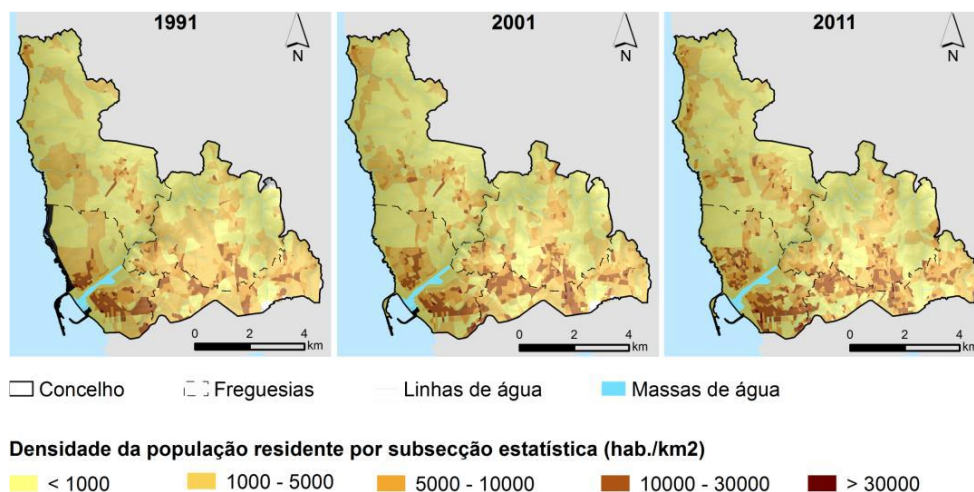 1991
2001
2011
N
N
N
0 2 4
km
0 2 4
km
0 2 4
km
Concelho
Freguesias
Linhas de água
Massas de água
Densidade da população residente por subsecção estatística (hab./km2)
< 1000
1000 - 5000
5000 - 10000
10000 - 30000
> 30000